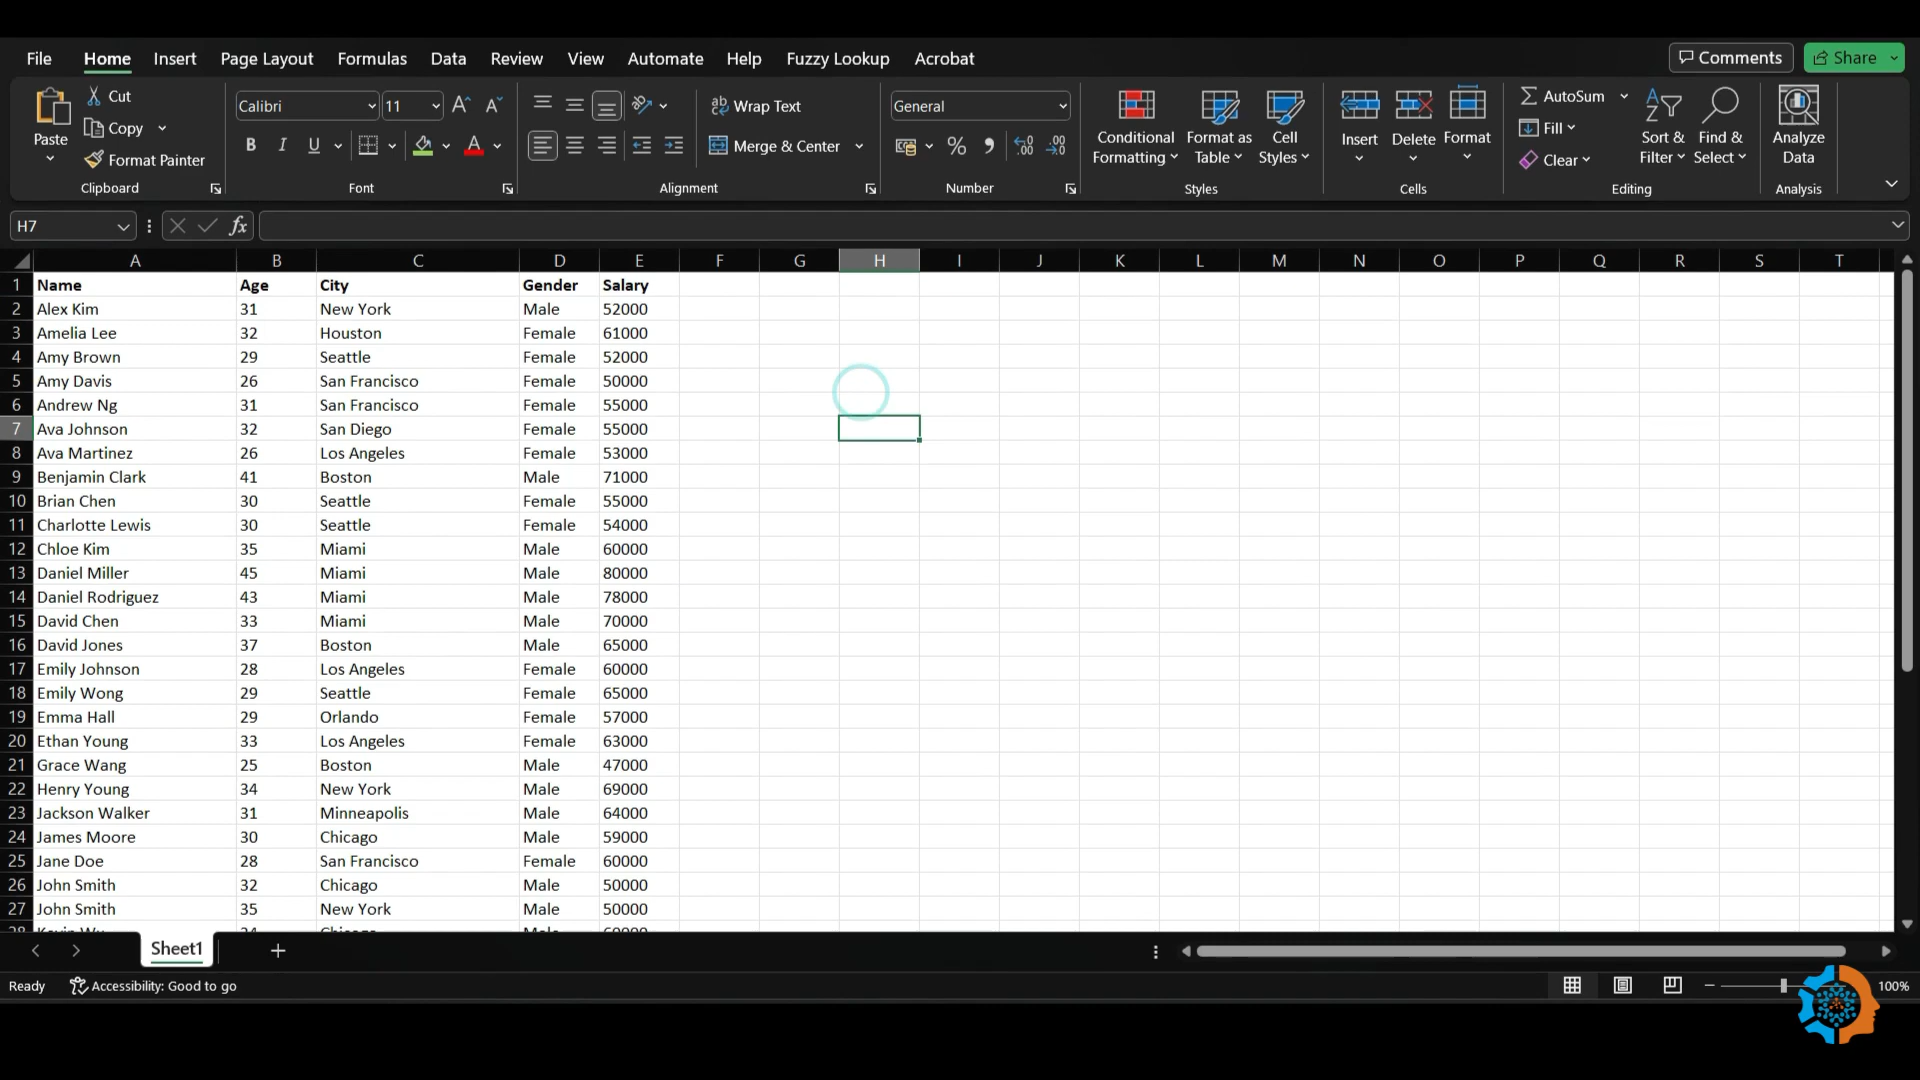 File Home Insert Page Layout Formulas Data Review View Automate Help Fuzzy Lookup Acrobat Comments Share
Paste Cut Copy Format Painter Clipboard
Calibri 11 A A B I U A Font
ab Wrap Text Merge & Center Alignment
General % Number
Conditional Formatting Format as Table Cell Styles Styles
Insert Delete Format Cells
AutoSum Fill Clear Sort & Filter Find & Select Editing
Analyze Data Analysis
H7 fx
A B C D E F G H I J K L M N O P Q R S T
1 Name Age City Gender Salary
2 Alex Kim 31 New York Male 52000
3 Amelia Lee 32 Houston Female 61000
4 Amy Brown 29 Seattle Female 52000
5 Amy Davis 26 San Francisco Female 50000
6 Andrew Ng 31 San Francisco Female 55000
7 Ava Johnson 32 San Diego Female 55000
8 Ava Martinez 26 Los Angeles Female 53000
9 Benjamin Clark 41 Boston Male 71000
10 Brian Chen 30 Seattle Female 55000
11 Charlotte Lewis 30 Seattle Female 54000
12 Chloe Kim 35 Miami Male 60000
13 Daniel Miller 45 Miami Male 80000
14 Daniel Rodriguez 43 Miami Male 78000
15 David Chen 33 Miami Male 70000
16 David Jones 37 Boston Male 65000
17 Emily Johnson 28 Los Angeles Female 60000
18 Emily Wong 29 Seattle Female 65000
19 Emma Hall 29 Orlando Female 57000
20 Ethan Young 33 Los Angeles Female 63000
21 Grace Wang 25 Boston Male 47000
22 Henry Young 34 New York Male 69000
23 Jackson Walker 31 Minneapolis Male 64000
24 James Moore 30 Chicago Male 59000
25 Jane Doe 28 San Francisco Female 60000
26 John Smith 32 Chicago Male 50000
27 John Smith 35 New York Male 50000
Sheet1
Ready Accessibility: Good to go 100%